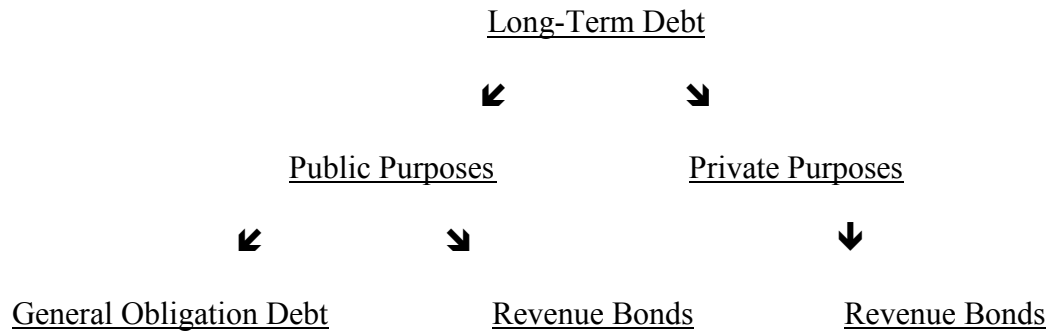 Long-Term Debt
🡿 🢆
Public Purposes Private Purposes
🡿 🢆 🡻
General Obligation Debt Revenue Bonds Revenue Bonds